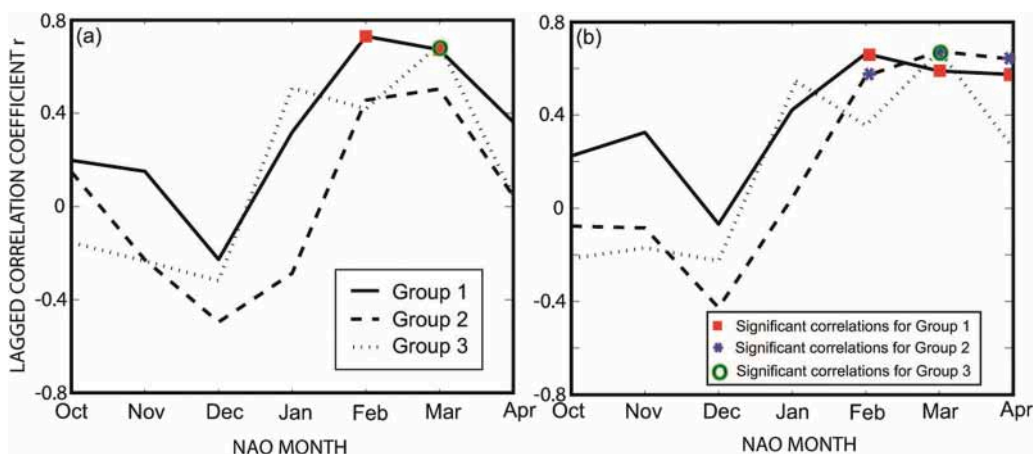 LAGGED CORRELATION COEFFICIENT r
(a)
0.8
0.4
0
-0.4
-0.8
Group 1
Group 2
Group 3
Oct Nov Dec Jan Feb Mar Apr
NAO MONTH
(b)
0.8
0.4
0
-0.4
-0.8
Significant correlations for Group 1
Significant correlations for Group 2
Significant correlations for Group 3
Oct Nov Dec Jan Feb Mar Apr
NAO MONTH